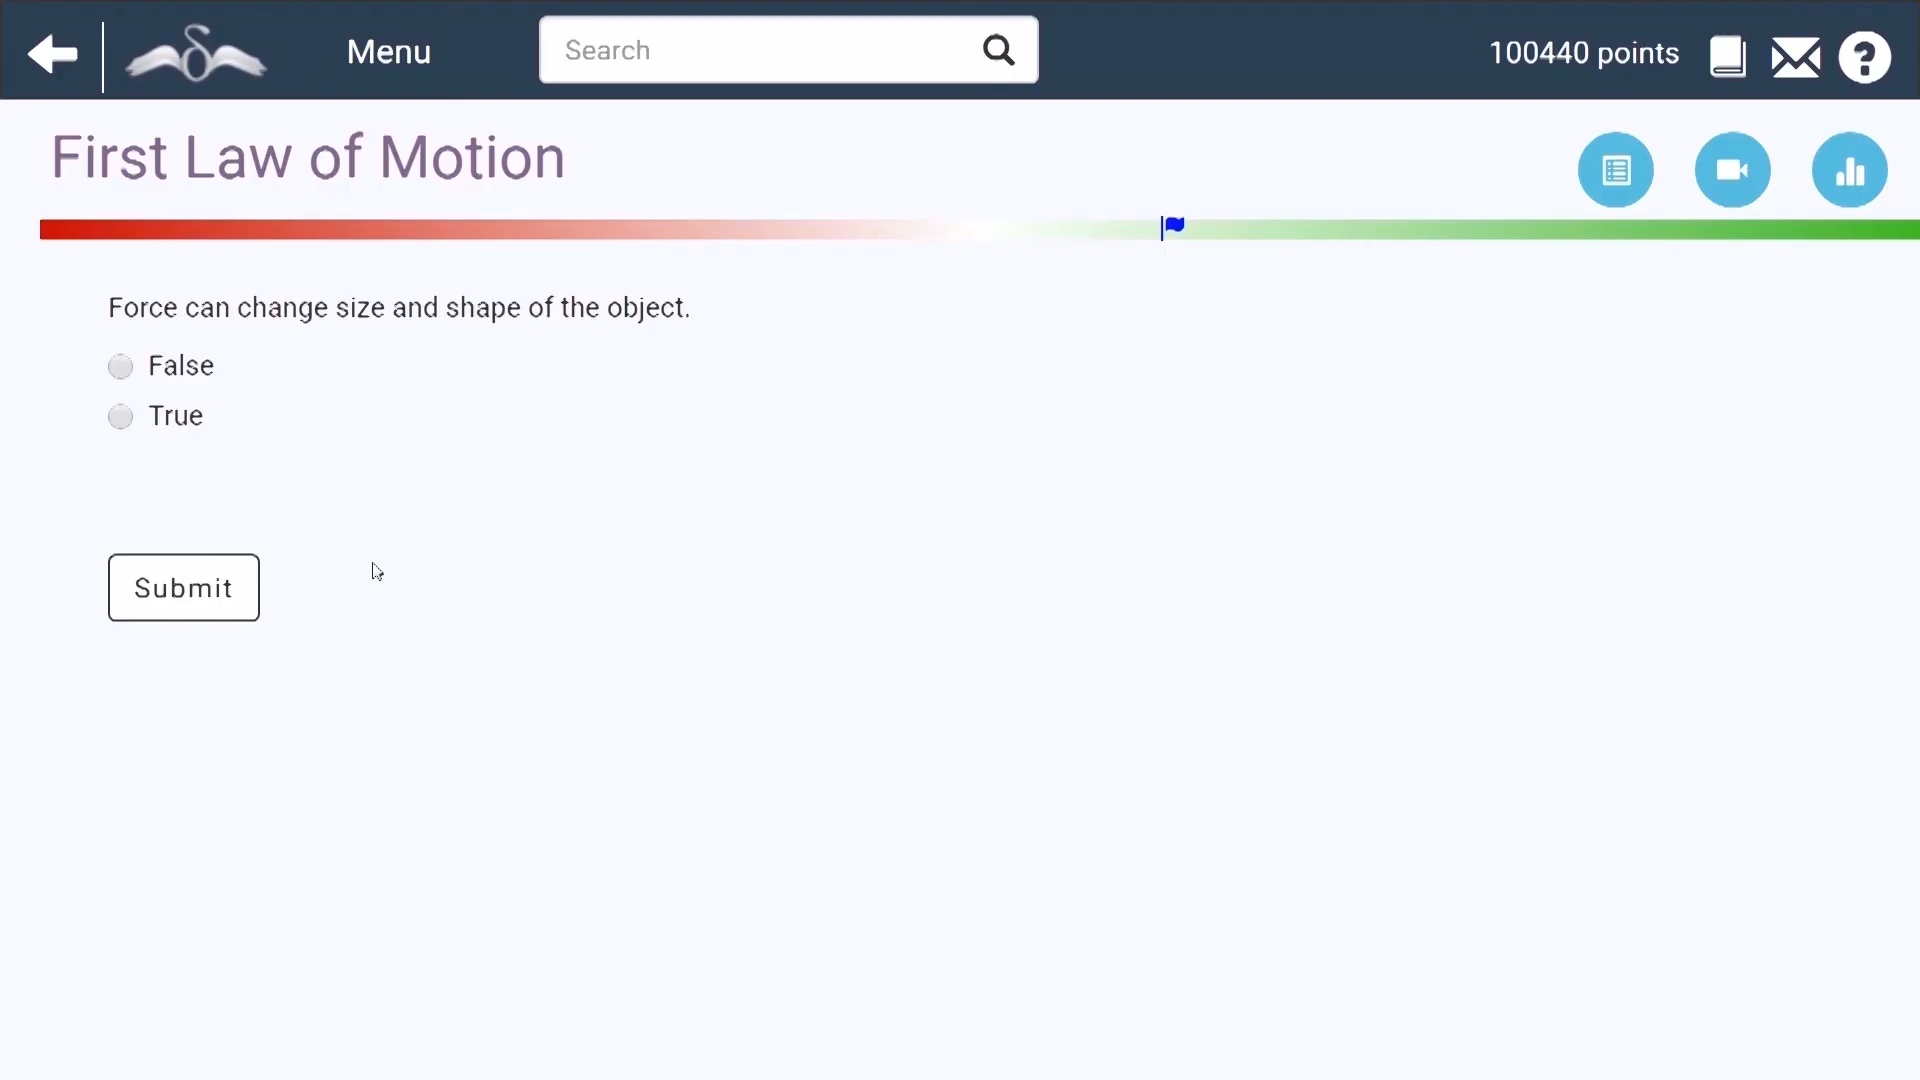 Menu
Search
100440 points
First Law of Motion
Force can change size and shape of the object.
False
True
Submit